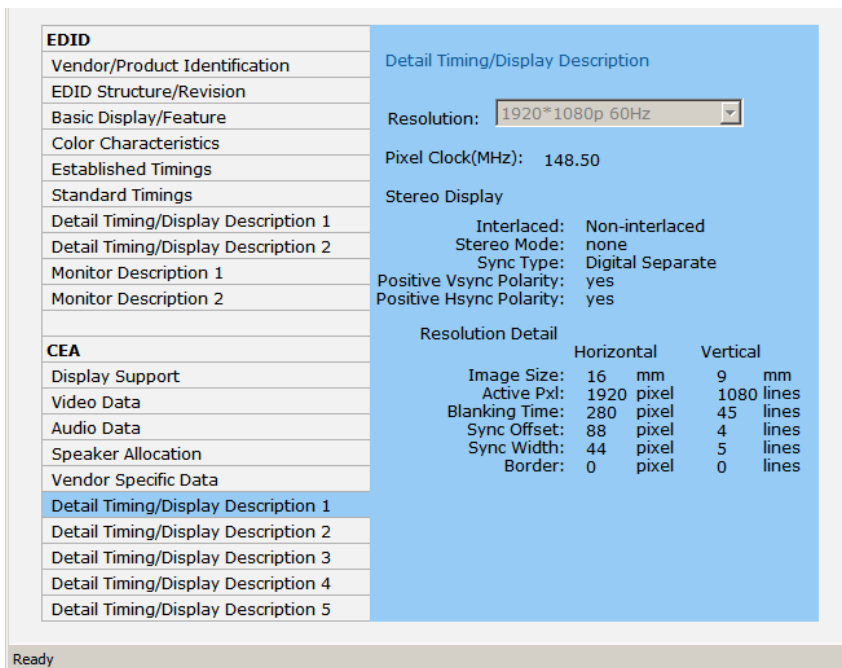 EDID
Vendor/Product Identification
EDID Structure/Revision
Basic Display/Feature
Color Characteristics
Established Timings
Standard Timings
Detail Timing/Display Description 1
Detail Timing/Display Description 2
Monitor Description 1
Monitor Description 2
CEA
Display Support
Video Data
Audio Data
Speaker Allocation
Vendor Specific Data
Detail Timing/Display Description 1
Detail Timing/Display Description 2
Detail Timing/Display Description 3
Detail Timing/Display Description 4
Detail Timing/Display Description 5
Detail Timing/Display Description
Resolution: 1920*1080p 60Hz
Pixel Clock(MHz): 148.50
Stereo Display
Interlaced: Non-interlaced
Stereo Mode: none
Sync Type: Digital Separate
Positive Vsync Polarity: yes
Positive Hsync Polarity: yes
Resolution Detail
Horizontal Vertical
Image Size: 16 mm 9 mm
Active Pxl: 1920 pixel 1080 lines
Blanking Time: 280 pixel 45 lines
Sync Offset: 88 pixel 4 lines
Sync Width: 44 pixel 5 lines
Border: 0 pixel 0 lines
Ready